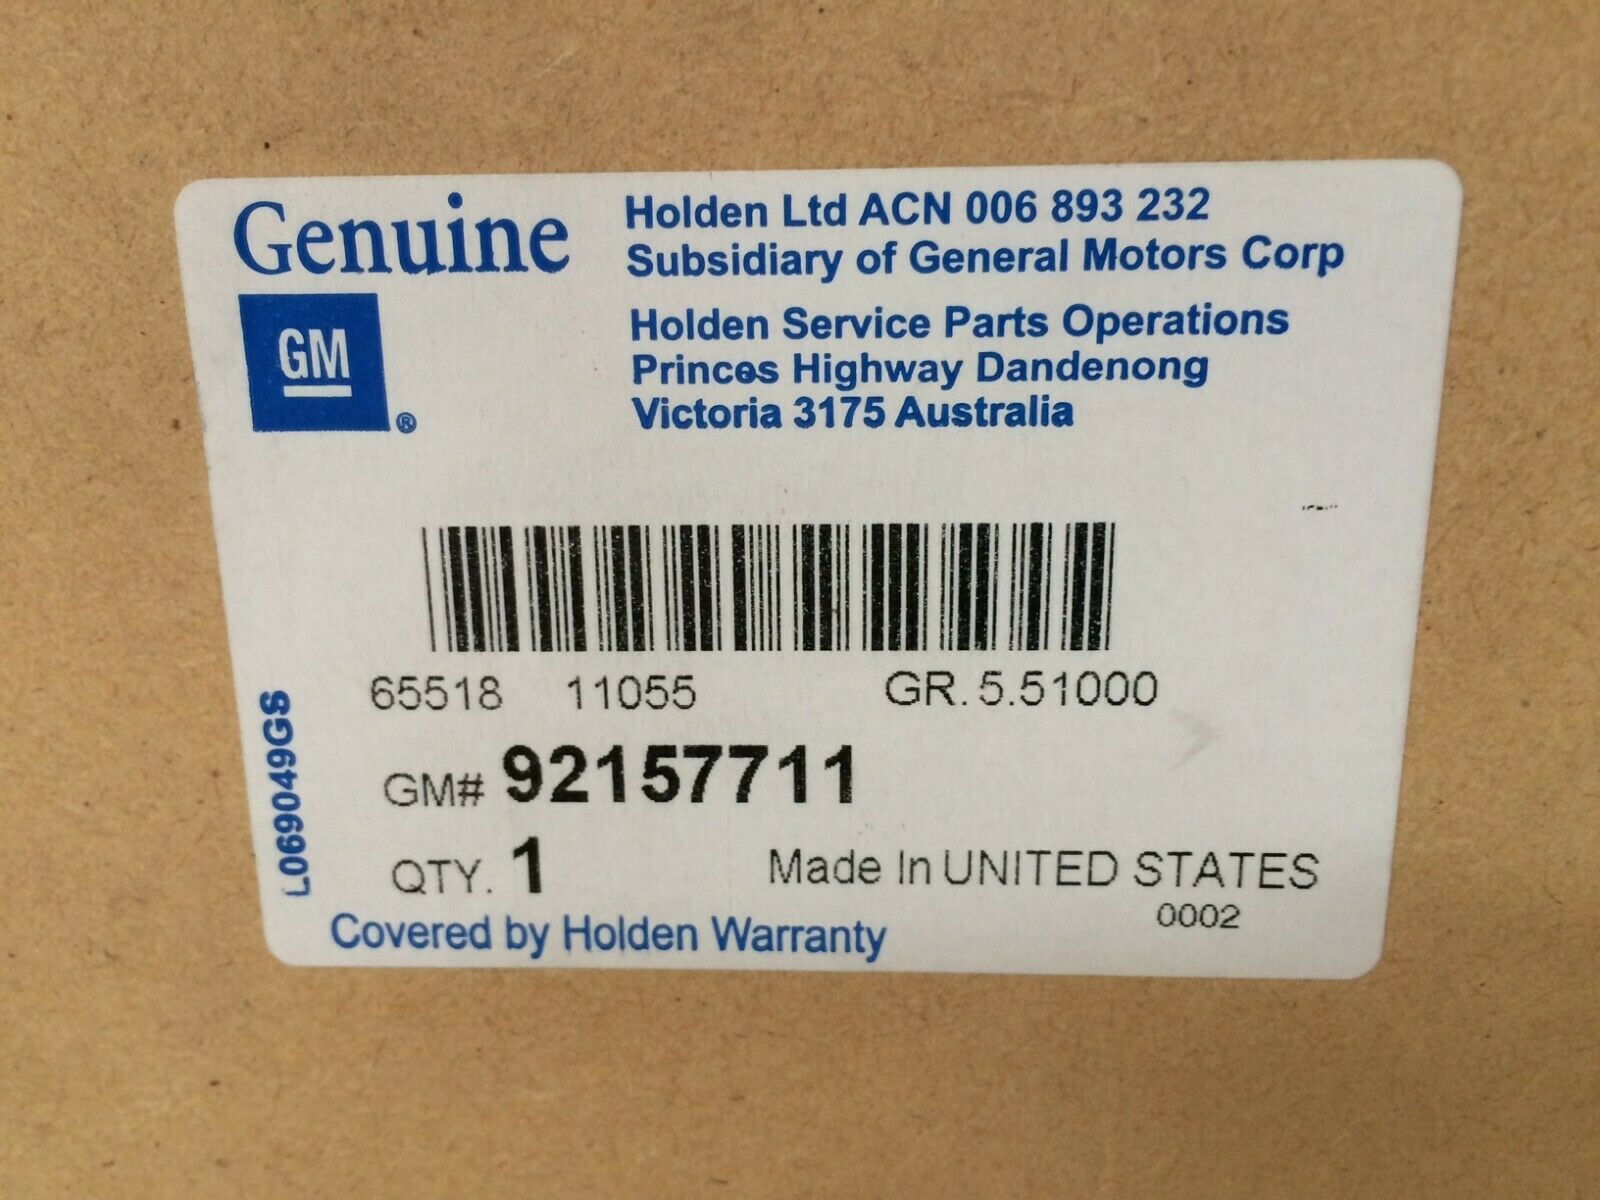 Genuine
GM
®
Holden Ltd ACN 006 893 232
Subsidiary of General Motors Corp
Holden Service Parts Operations
Princes Highway Dandenong
Victoria 3175 Australia
65518 11055 GR. 5.51000
GM# 92157711
QTY. 1 Made In UNITED STATES
0002
Covered by Holden Warranty
L069049GS